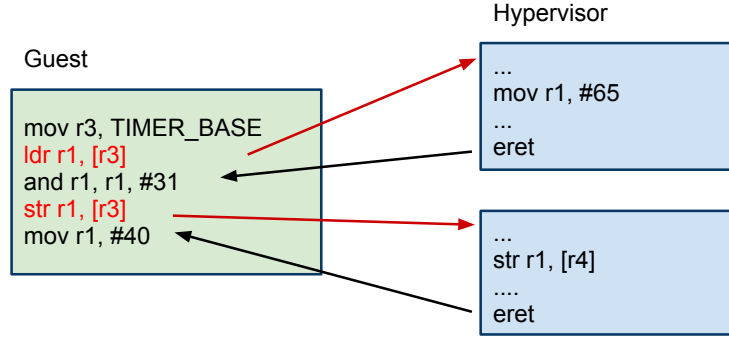 Hypervisor
Guest
mov r3, TIMER_BASE
ldr r1, [r3]
and r1, r1, #31
str r1, [r3]
mov r1, #40
...
mov r1, #65
...
eret
...
str r1, [r4]
....
eret